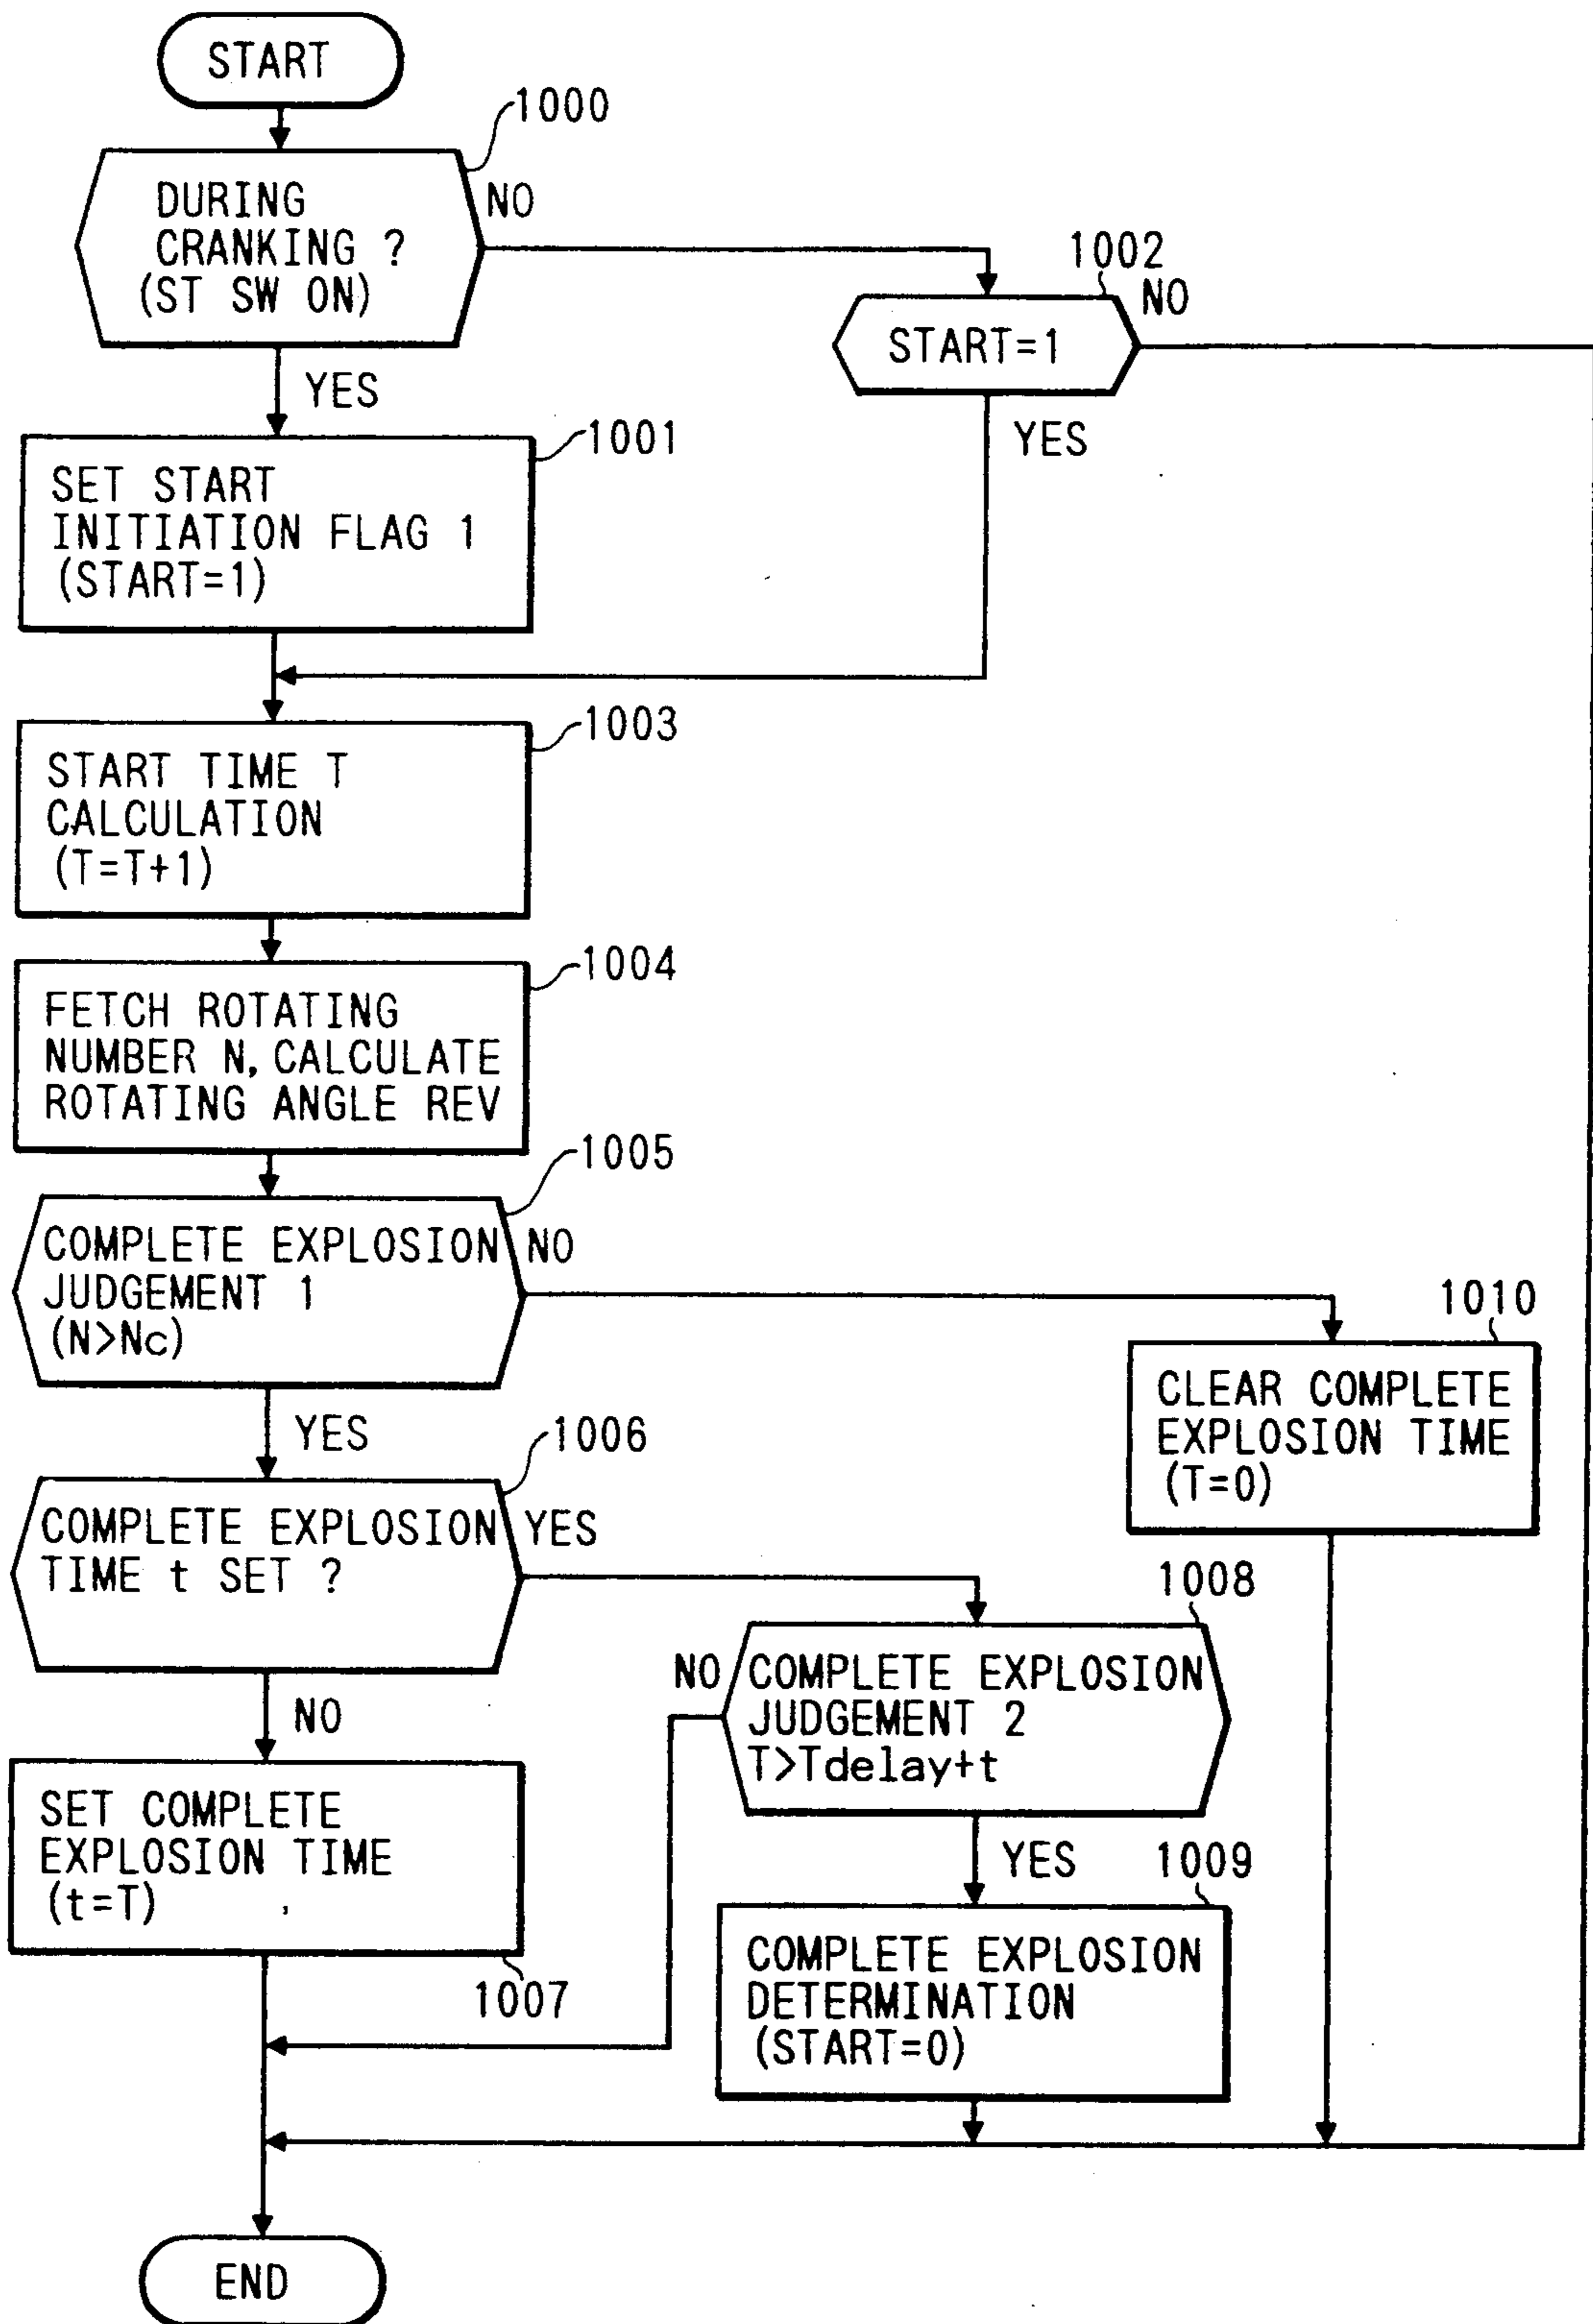 START
1000
DURING
CRANKING ?
(ST SW ON)
NO
YES
1002
START=1
NO
YES
1001
SET START
INITIATION FLAG 1
(START=1)
1003
START TIME T
CALCULATION
(T=T+1)
1004
FETCH ROTATING
NUMBER N, CALCULATE
ROTATING ANGLE REV
1005
COMPLETE EXPLOSION
JUDGEMENT 1
(N>Nc)
NO
YES
1010
CLEAR COMPLETE
EXPLOSION TIME
(T=0)
1006
COMPLETE EXPLOSION
TIME t SET ?
YES
NO
1008
COMPLETE EXPLOSION
JUDGEMENT 2
T>Tdelay+t
NO
YES
SET COMPLETE
EXPLOSION TIME
(t=T)
1007
1009
COMPLETE EXPLOSION
DETERMINATION
(START=0)
END